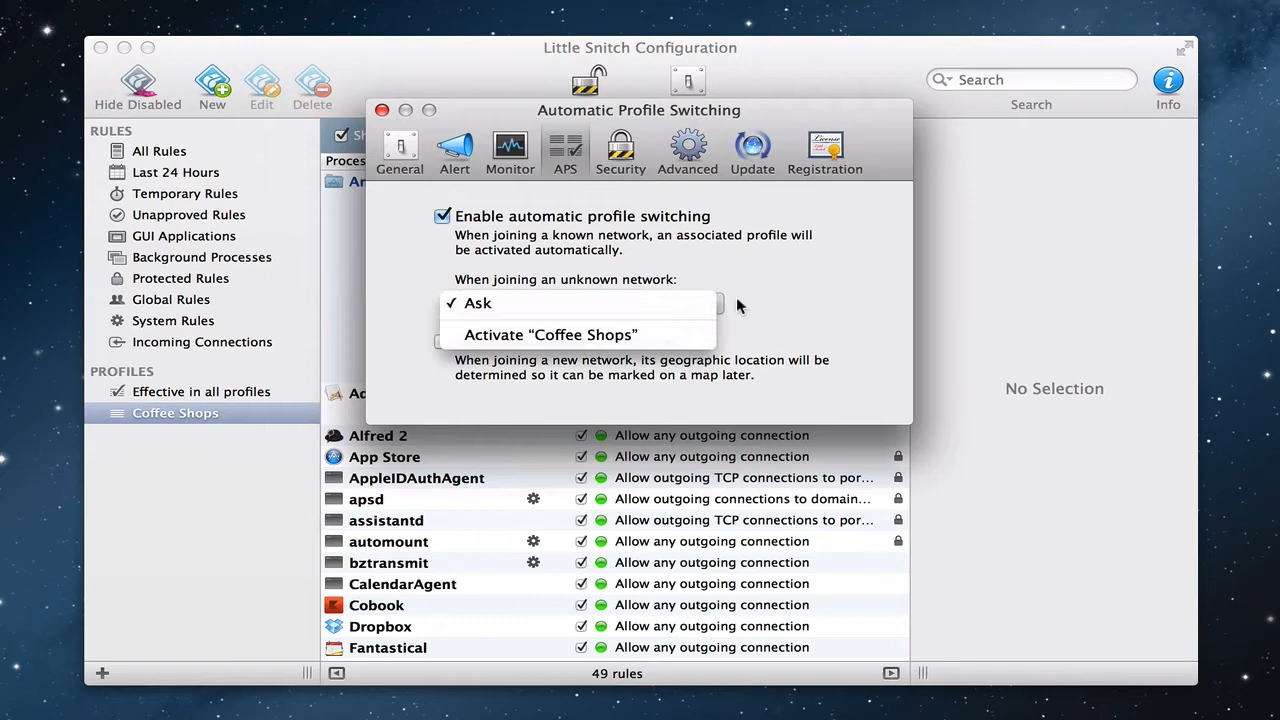 Little Snitch Configuration
Hide Disabled
New
Edit
Delete
Search
Search
Info
RULES
All Rules
Last 24 Hours
Temporary Rules
Unapproved Rules
GUI Applications
Background Processes
Protected Rules
Global Rules
System Rules
Incoming Connections
PROFILES
Effective in all profiles
Coffee Shops
Automatic Profile Switching
General
Alert
Monitor
APS
Security
Advanced
Update
Registration
Enable automatic profile switching
When joining a known network, an associated profile will
be activated automatically.
When joining an unknown network:
✓ Ask
Activate “Coffee Shops”
When joining a new network, its geographic location will be
determined so it can be marked on a map later.
Alfred 2 Allow any outgoing connection
App Store Allow any outgoing connection
AppleIDAuthAgent Allow outgoing TCP connections to por...
apsd Allow outgoing connections to domain...
assistantd Allow outgoing TCP connections to por...
automount Allow any outgoing connection
bztransmit Allow any outgoing connection
CalendarAgent Allow any outgoing connection
Cobook Allow any outgoing connection
Dropbox Allow any outgoing connection
Fantastical Allow any outgoing connection
49 rules
No Selection